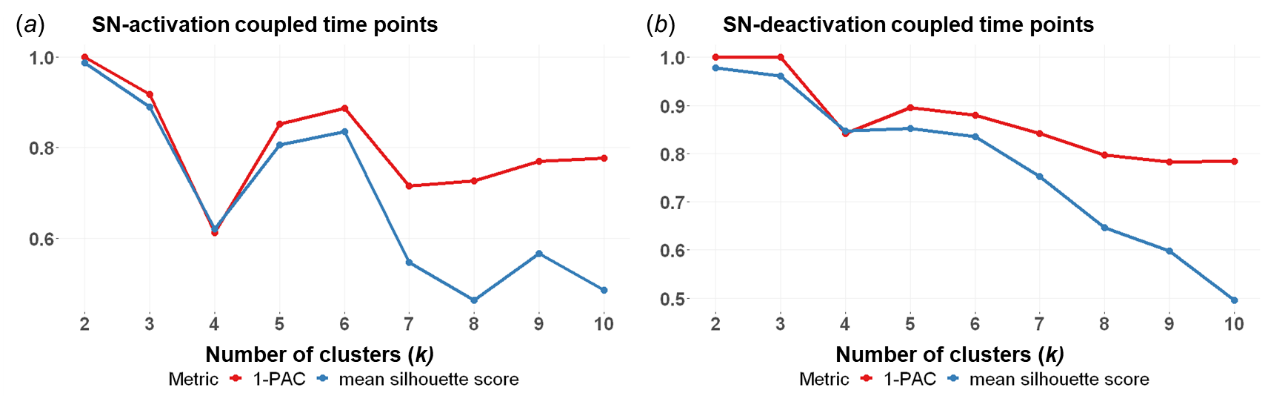 (a) SN-activation coupled time points
1.0
0.8
0.6
2 3 4 5 6 7 8 9 10
Number of clusters (k)
Metric 1-PAC mean silhouette score
(b) SN-deactivation coupled time points
1.0
0.9
0.8
0.7
0.6
0.5
2 3 4 5 6 7 8 9 10
Number of clusters (k)
Metric 1-PAC mean silhouette score